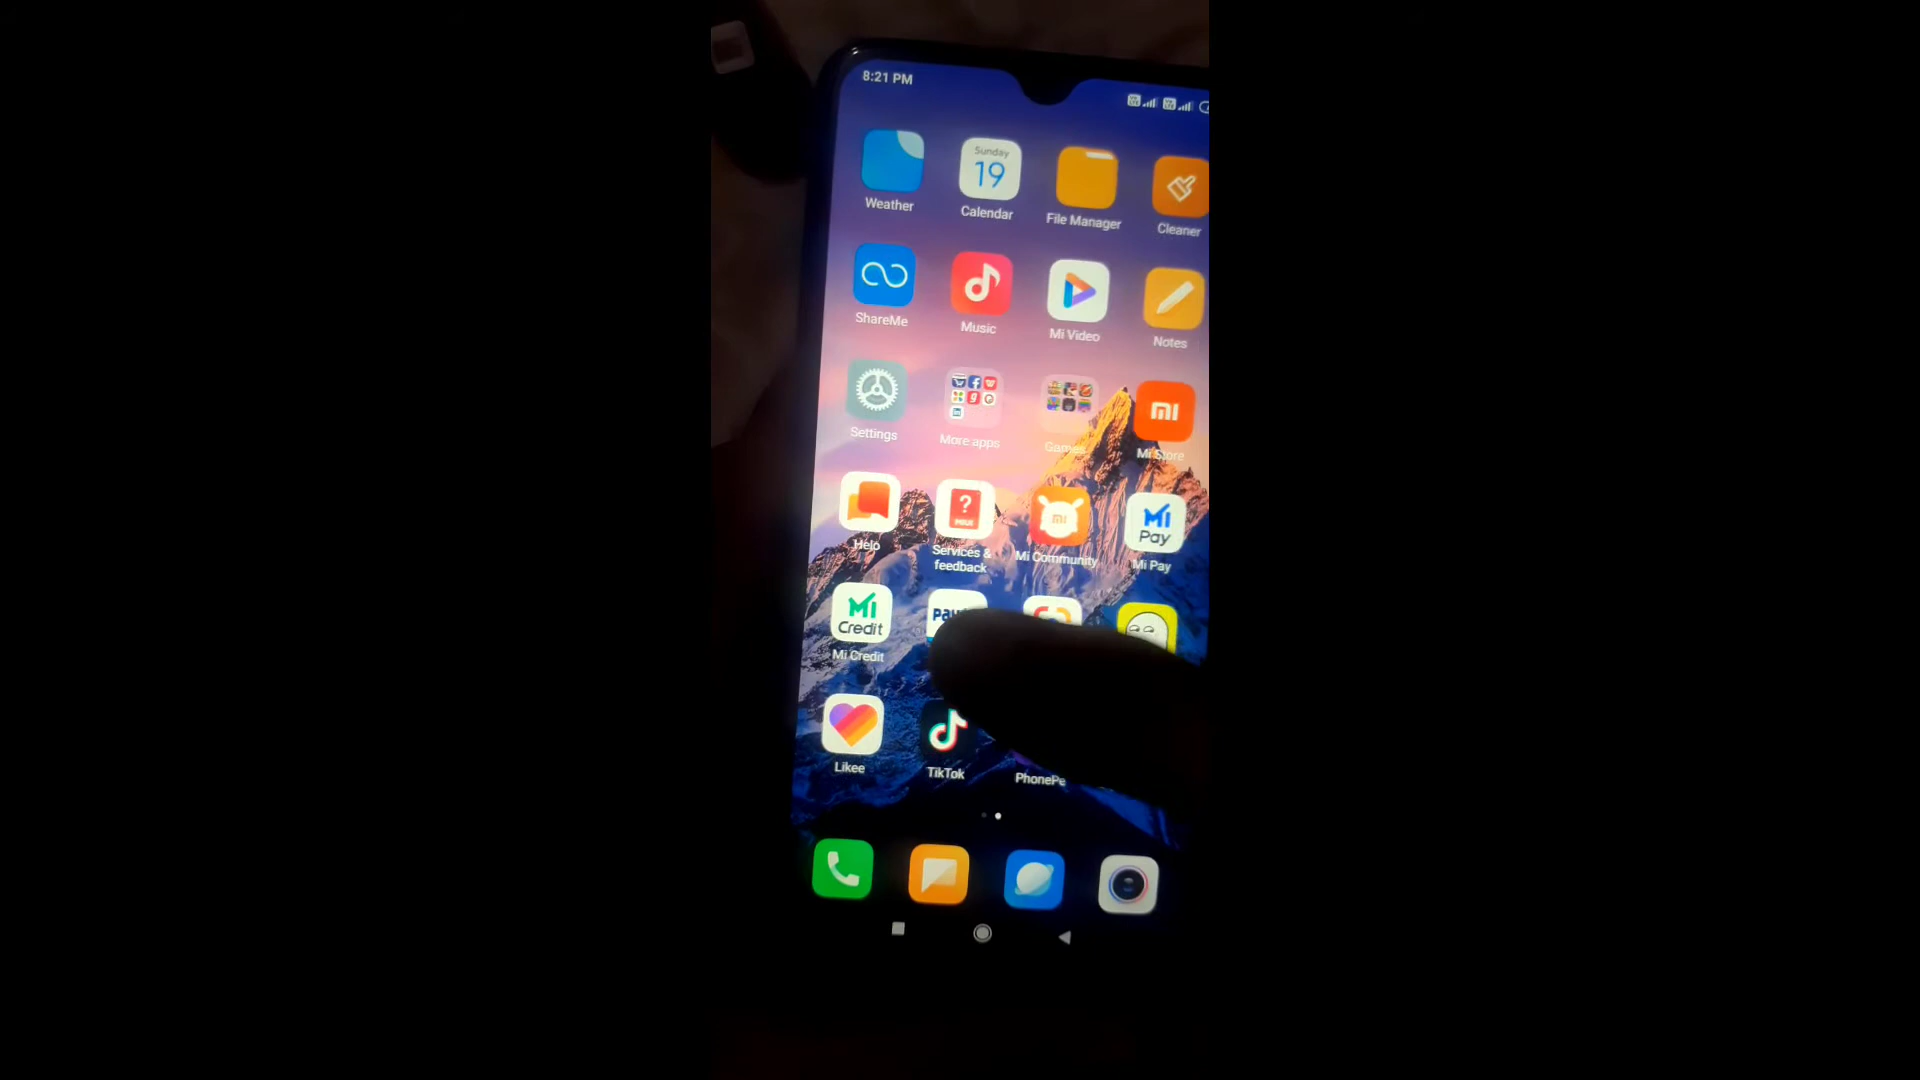 8:21 PM
Sunday
19
Weather
Calendar
File Manager
Cleaner
ShareMe
Music
Mi Video
Notes
Settings
More apps
Games
Mi Store
Helo
Services &
feedback
Mi Community
Mi
Pay
Mi Pay
Mi
Credit
Mi Credit
Likee
TikTok
PhonePe